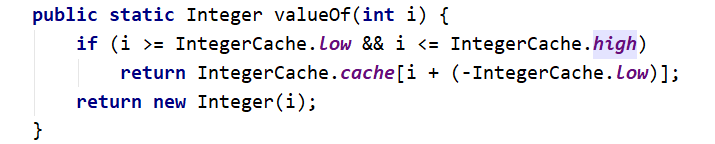 public static Integer valueOf(int i) {
    if (i >= IntegerCache.low && i <= IntegerCache.high)
        return IntegerCache.cache[i + (-IntegerCache.low)];
    return new Integer(i);
}